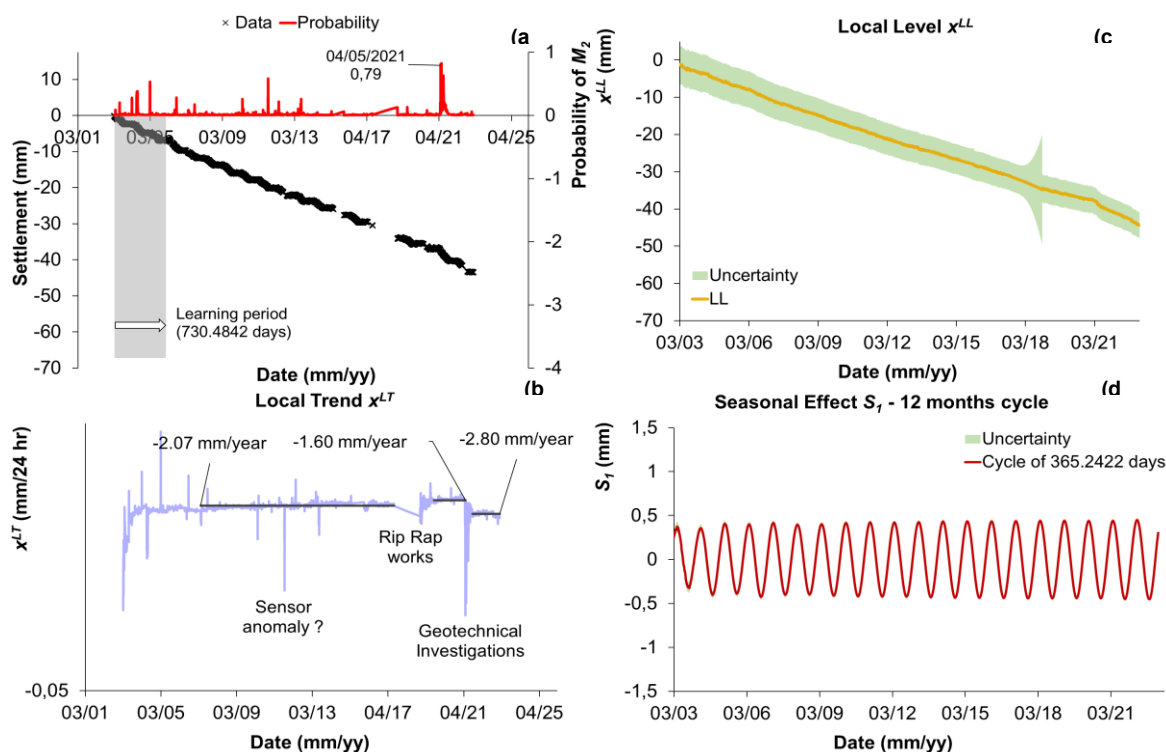 × Data — Probability
(a
04/05/2021
0,79
10
0
-10
-20
-30
-40
-50
-60
-70
Settlement (mm)
1
0
-1
-2
-3
-4
Probability of M2
03/01
03/05
03/09
04/13
04/17
04/21
04/25
Learning period
(730.4842 days)
Date (mm/yy)
Local Level x^LL
(c
x^LL (mm)
0
-10
-20
-30
-40
-50
-60
-70
Uncertainty
LL
03/03
03/06
03/09
03/12
03/15
03/18
03/21
Date (mm/yy)
(b
Local Trend x^LT
x^LT (mm/24 hr)
-2.07 mm/year
-1.60 mm/year
-2.80 mm/year
Rip Rap
works
Sensor
anomaly ?
Geotechnical
Investigations
-0,05
03/01
03/05
03/09
03/13
04/17
04/21
04/25
Date (mm/yy)
(d
Seasonal Effect S1 - 12 months cycle
Uncertainty
Cycle of 365.2422 days
S1 (mm)
1,5
1
0,5
0
-0,5
-1
-1,5
03/03
03/06
03/09
03/12
03/15
03/18
03/21
Date (mm/yy)